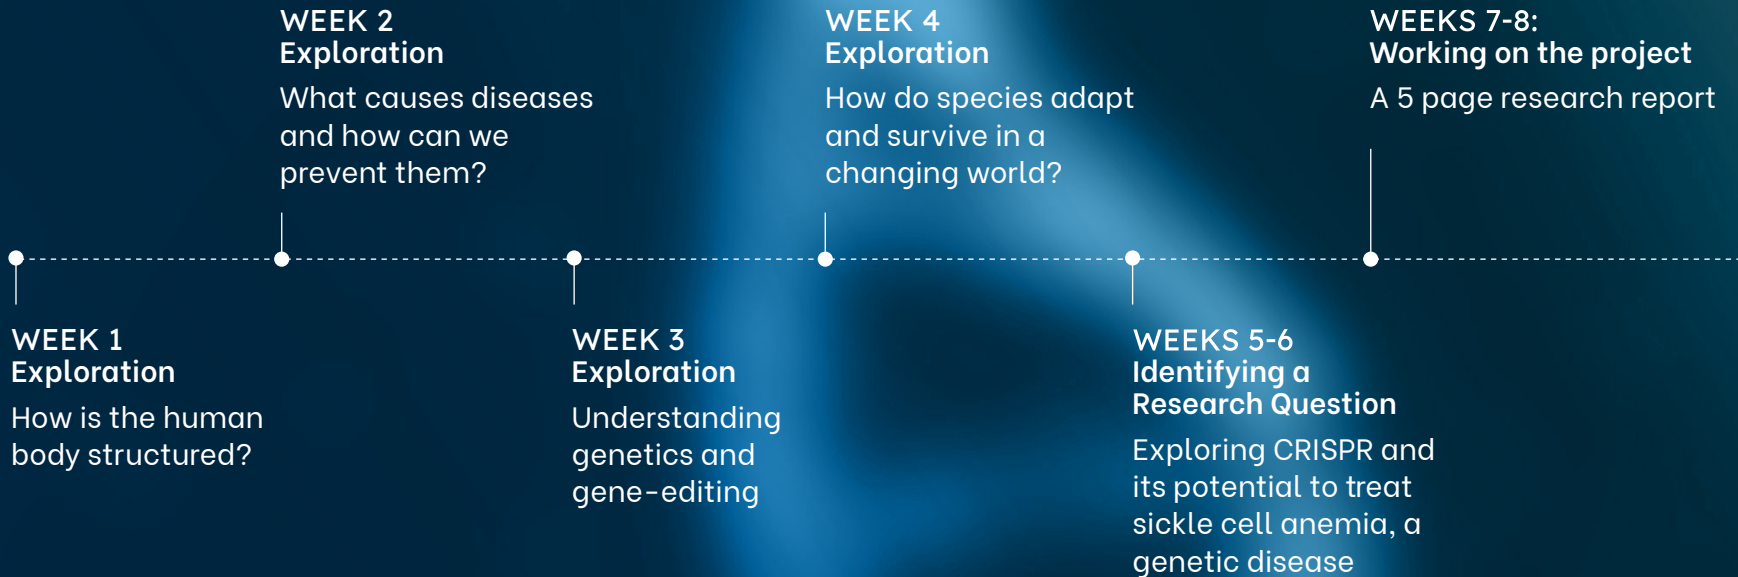 WEEK 1
Exploration
How is the human
body structured?
WEEK 2
Exploration
What causes diseases
and how can we
prevent them?
WEEK 3
Exploration
Understanding
genetics and
gene-editing
WEEK 4
Exploration
How do species adapt
and survive in a
changing world?
WEEKS 5-6
Identifying a
Research Question
Exploring CRISPR and
its potential to treat
sickle cell anemia, a
genetic disease
WEEKS 7-8:
Working on the project
A 5 page research report